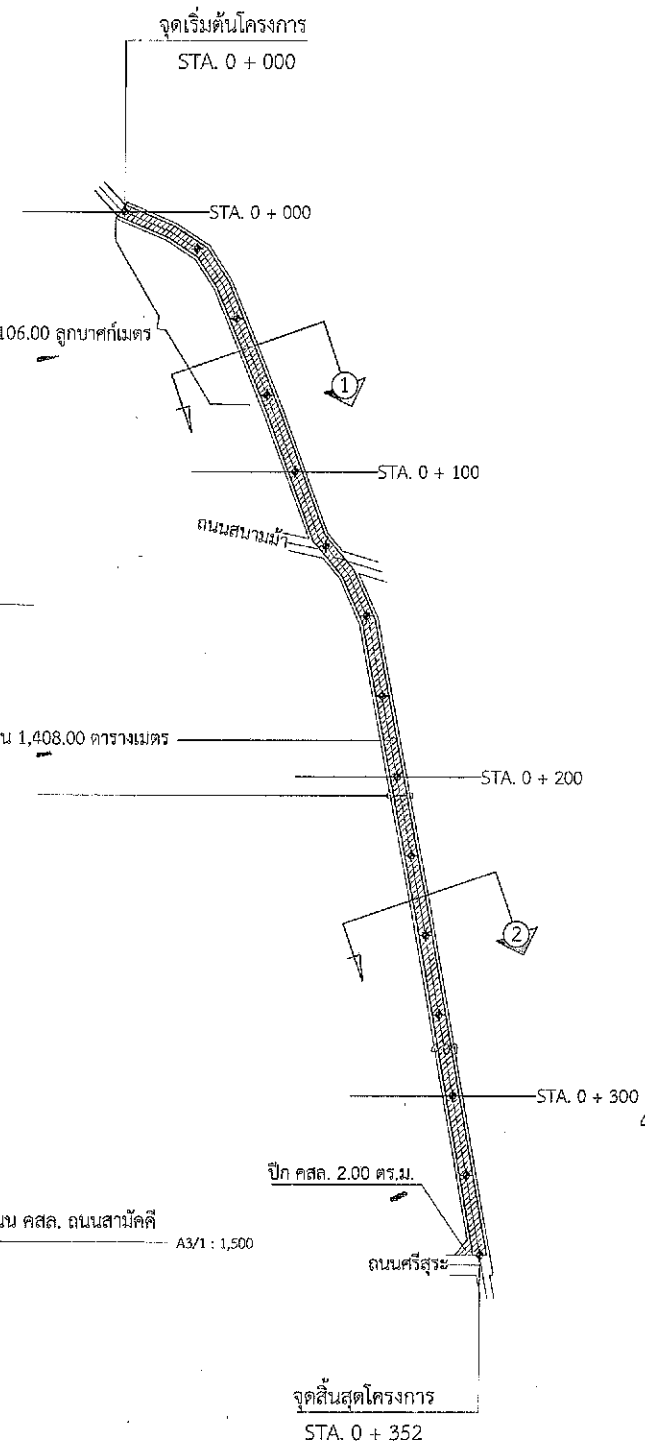 จุดเริ่มต้นโครงการ
STA. 0 + 000
STA. 0 + 000
106.00 ลูกบาศก์เมตร
1
STA. 0 + 100
ถนนสนามม้า
1,408.00 ตารางเมตร
STA. 0 + 200
2
STA. 0 + 300
ปีก คสล. 2.00 ตร.ม.
คสล. ถนนสามัคคี
A3/1 : 1,500
ถนนศรีสุระ
จุดสิ้นสุดโครงการ
STA. 0 + 352